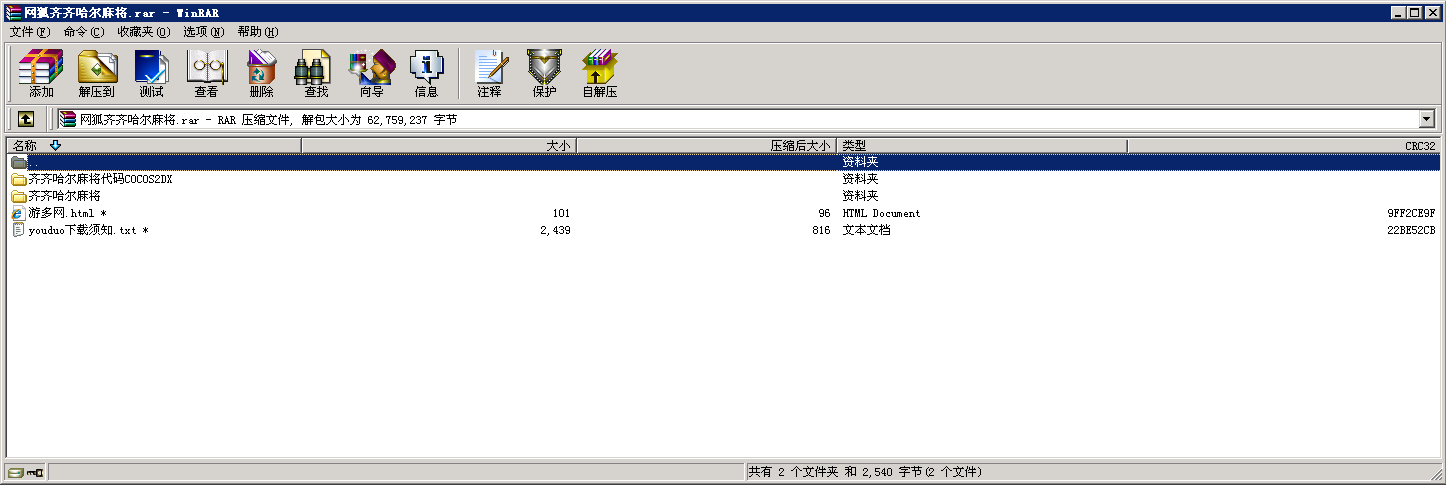 网狐齐齐哈尔麻将.rar - WinRAR
文件(F) 命令(C) 收藏夹(O) 选项(N) 帮助(H)
添加 解压到 测试 查看 删除 查找 向导 信息 注释 保护 自解压
网狐齐齐哈尔麻将.rar - RAR 压缩文件, 解包大小为 62,759,237 字节
名称 大小 压缩后大小 类型 CRC32
.. 资料夹
齐齐哈尔麻将代码COCOS2DX 资料夹
齐齐哈尔麻将 资料夹
游多网.html * 101 96 HTML Document 9FF2CE9F
youduo下载须知.txt * 2,439 816 文本文档 22BE52CB
共有 2 个文件夹 和 2,540 字节(2 个文件)